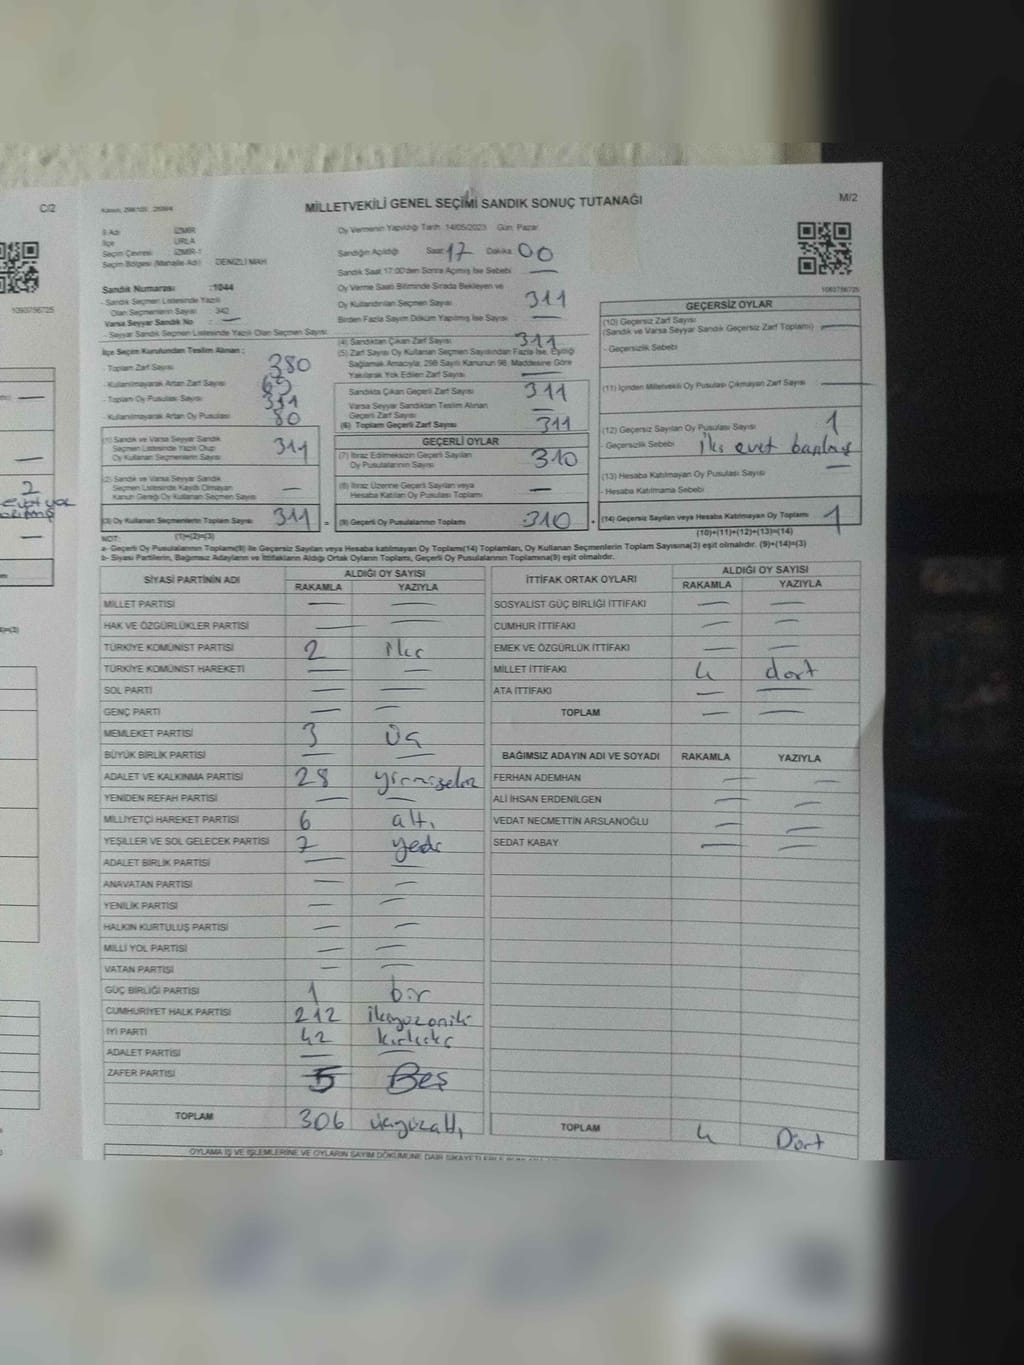 C/2
MİLLETVEKİLİ GENEL SEÇİMİ SANDIK SONUÇ TUTANAĞI
M/2
İl Adı : İZMİR
İlçe : URLA
Seçim Çevresi : İZMİR-1
Seçim Bölgesi (Mahalle Adı) : DENİZLİ MAH
Oy Vermenin Yapıldığı Tarih :14/05/2023 Gün: Pazar
Sandığın Açıldığı Saat: 17 Dakika: 00
Sandık Saat 17:00'den Sonra Açılmış İse Sebebi : —
Sandık Numarası :1044
- Sandık Seçmen Listesinde Yazılı
Olan Seçmenlerin Sayısı : 342
Varsa Seyyar Sandık No : —
- Seyyar Sandık Seçmen Listesinde Yazılı Olan Seçmen Sayısı:
Oy Verme Saati Bitiminde Sırada Bekleyen ve
Oy Kullandırılan Seçmen Sayısı : 311
Birden Fazla Sayım Döküm Yapılmış İse Sayısı : —
1093756725
1093756725
İlçe Seçim Kurulundan Teslim Alınan ;
- Toplam Zarf Sayısı : 380
- Kullanılmayarak Artan Zarf Sayısı : 69
- Toplam Oy Pusulası Sayısı :
- Kullanılmayarak Artan Oy Pusulası : 80
(4) Sandıktan Çıkan Zarf Sayısı : 311
(5) Zarf Sayısı Oy Kullanan Seçmen Sayısından Fazla İse, Eşitliği
Sağlamak Amacıyla, 298 Sayılı Kanunun 98. Maddesine Göre
Yakılarak Yok Edilen Zarf Sayısı : —
Sandıkta Çıkan Geçerli Zarf Sayısı 311
Varsa Seyyar Sandıktan Teslim Alınan
Geçerli Zarf Sayısı —
(6) Toplam Geçerli Zarf Sayısı 311
GEÇERSİZ OYLAR
(10) Geçersiz Zarf Sayısı
(Sandık ve Varsa Seyyar Sandık Geçersiz Zarf Toplamı) —
- Geçersizlik Sebebi
(11) İçinden Milletvekili Oy Pusulası Çıkmayan Zarf Sayısı —
(12) Geçersiz Sayılan Oy Pusulası Sayısı 1
- Geçersizlik Sebebi İki evet basılmış
(13) Hesaba Katılmayan Oy Pusulası Sayısı —
- Hesaba Katılmama Sebebi
(14) Geçersiz Sayılan veya Hesaba Katılmayan Oy Toplamı 1
(10)+(11)+(12)+(13)=(14)
(1) Sandık ve Varsa Seyyar Sandık
Seçmen Listesinde Yazılı Olup
Oy Kullanan Seçmenlerin Sayısı 311
(2) Sandık ve Varsa Seyyar Sandık
Seçmen Listesinde Kayıtlı Olmayan
Kanun Gereği Oy Kullanan Seçmen Sayısı —
(3) Oy Kullanan Seçmenlerin Toplam Sayısı 311 =
GEÇERLİ OYLAR
(7) İtiraz Edilmeksizin Geçerli Sayılan
Oy Pusulalarının Sayısı 310
(8) İtiraz Üzerine Geçerli Sayılan veya
Hesaba Katılan Oy Pusulası Toplamı —
(9) Geçerli Oy Pusulalarının Toplamı 310 +
NOT: (1)+(2)=(3)
a- Geçerli Oy Pusulalarının Toplamı(9) ile Geçersiz Sayılan veya Hesaba katılmayan Oy Toplamı(14) Toplamları, Oy Kullanan Seçmenlerin Toplam Sayısına(3) eşit olmalıdır. (9)+(14)=(3)
b- Siyasi Partilerin, Bağımsız Adayların ve İttifakların Aldığı Ortak Oyların Toplamı, Geçerli Oy Pusulalarının Toplamına(9) eşit olmalıdır.
SİYASİ PARTİNİN ADI ALDIĞI OY SAYISI
RAKAMLA YAZIYLA
MİLLET PARTİSİ — —
HAK VE ÖZGÜRLÜKLER PARTİSİ — —
TÜRKİYE KOMÜNİST PARTİSİ 2 iki
TÜRKİYE KOMÜNİST HAREKETİ — —
SOL PARTİ — —
GENÇ PARTİ — —
MEMLEKET PARTİSİ 3 Üç
BÜYÜK BİRLİK PARTİSİ — —
ADALET VE KALKINMA PARTİSİ 28 yirmisekiz
YENİDEN REFAH PARTİSİ — —
MİLLİYETÇİ HAREKET PARTİSİ 6 altı
YEŞİLLER VE SOL GELECEK PARTİSİ 7 yedi
ADALET BİRLİK PARTİSİ — —
ANAVATAN PARTİSİ — —
YENİLİK PARTİSİ — —
HALKIN KURTULUŞ PARTİSİ — —
MİLLİ YOL PARTİSİ — —
VATAN PARTİSİ — —
GÜÇ BİRLİĞİ PARTİSİ 1 bir
CUMHURİYET HALK PARTİSİ 212 ikiyüzoniki
İYİ PARTİ 42 kırkiki
ADALET PARTİSİ — —
ZAFER PARTİSİ 5 Beş
TOPLAM 306 üçyüzaltı
İTTİFAK ORTAK OYLARI ALDIĞI OY SAYISI
RAKAMLA YAZIYLA
SOSYALİST GÜÇ BİRLİĞİ İTTİFAKI — —
CUMHUR İTTİFAKI — —
EMEK VE ÖZGÜRLÜK İTTİFAKI — —
MİLLET İTTİFAKI 4 dört
ATA İTTİFAKI — —
TOPLAM — —
BAĞIMSIZ ADAYIN ADI VE SOYADI RAKAMLA YAZIYLA
FERHAN ADEMHAN — —
ALİ İHSAN ERDENİLGEN — —
VEDAT NECMETTİN ARSLANOĞLU — —
SEDAT KABAY — —
TOPLAM 4 Dört
OYLAMA İŞ VE İŞLEMLERİNE VE OYLARIN SAYIM DÖKÜMÜNE DAİR ŞİKAYETLERLE